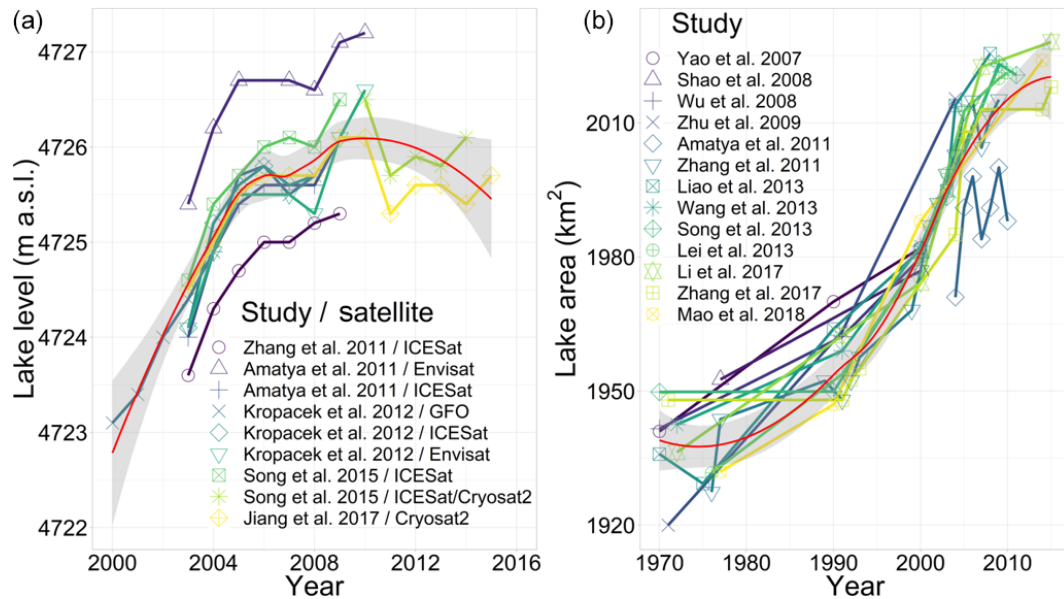 (a)
Lake level (m a.s.l.)
4727
4726
4725
4724
4723
4722
Study / satellite
Zhang et al. 2011 / ICESat
Amatya et al. 2011 / Envisat
Amatya et al. 2011 / ICESat
Kropacek et al. 2012 / GFO
Kropacek et al. 2012 / ICESat
Kropacek et al. 2012 / Envisat
Song et al. 2015 / ICESat
Song et al. 2015 / ICESat/Cryosat2
Jiang et al. 2017 / Cryosat2
2000 2004 2008 2012 2016
Year
(b)
Lake area (km²)
2010
1980
1950
1920
Study
Yao et al. 2007
Shao et al. 2008
Wu et al. 2008
Zhu et al. 2009
Amatya et al. 2011
Zhang et al. 2011
Liao et al. 2013
Wang et al. 2013
Song et al. 2013
Lei et al. 2013
Li et al. 2017
Zhang et al. 2017
Mao et al. 2018
1970 1980 1990 2000 2010
Year